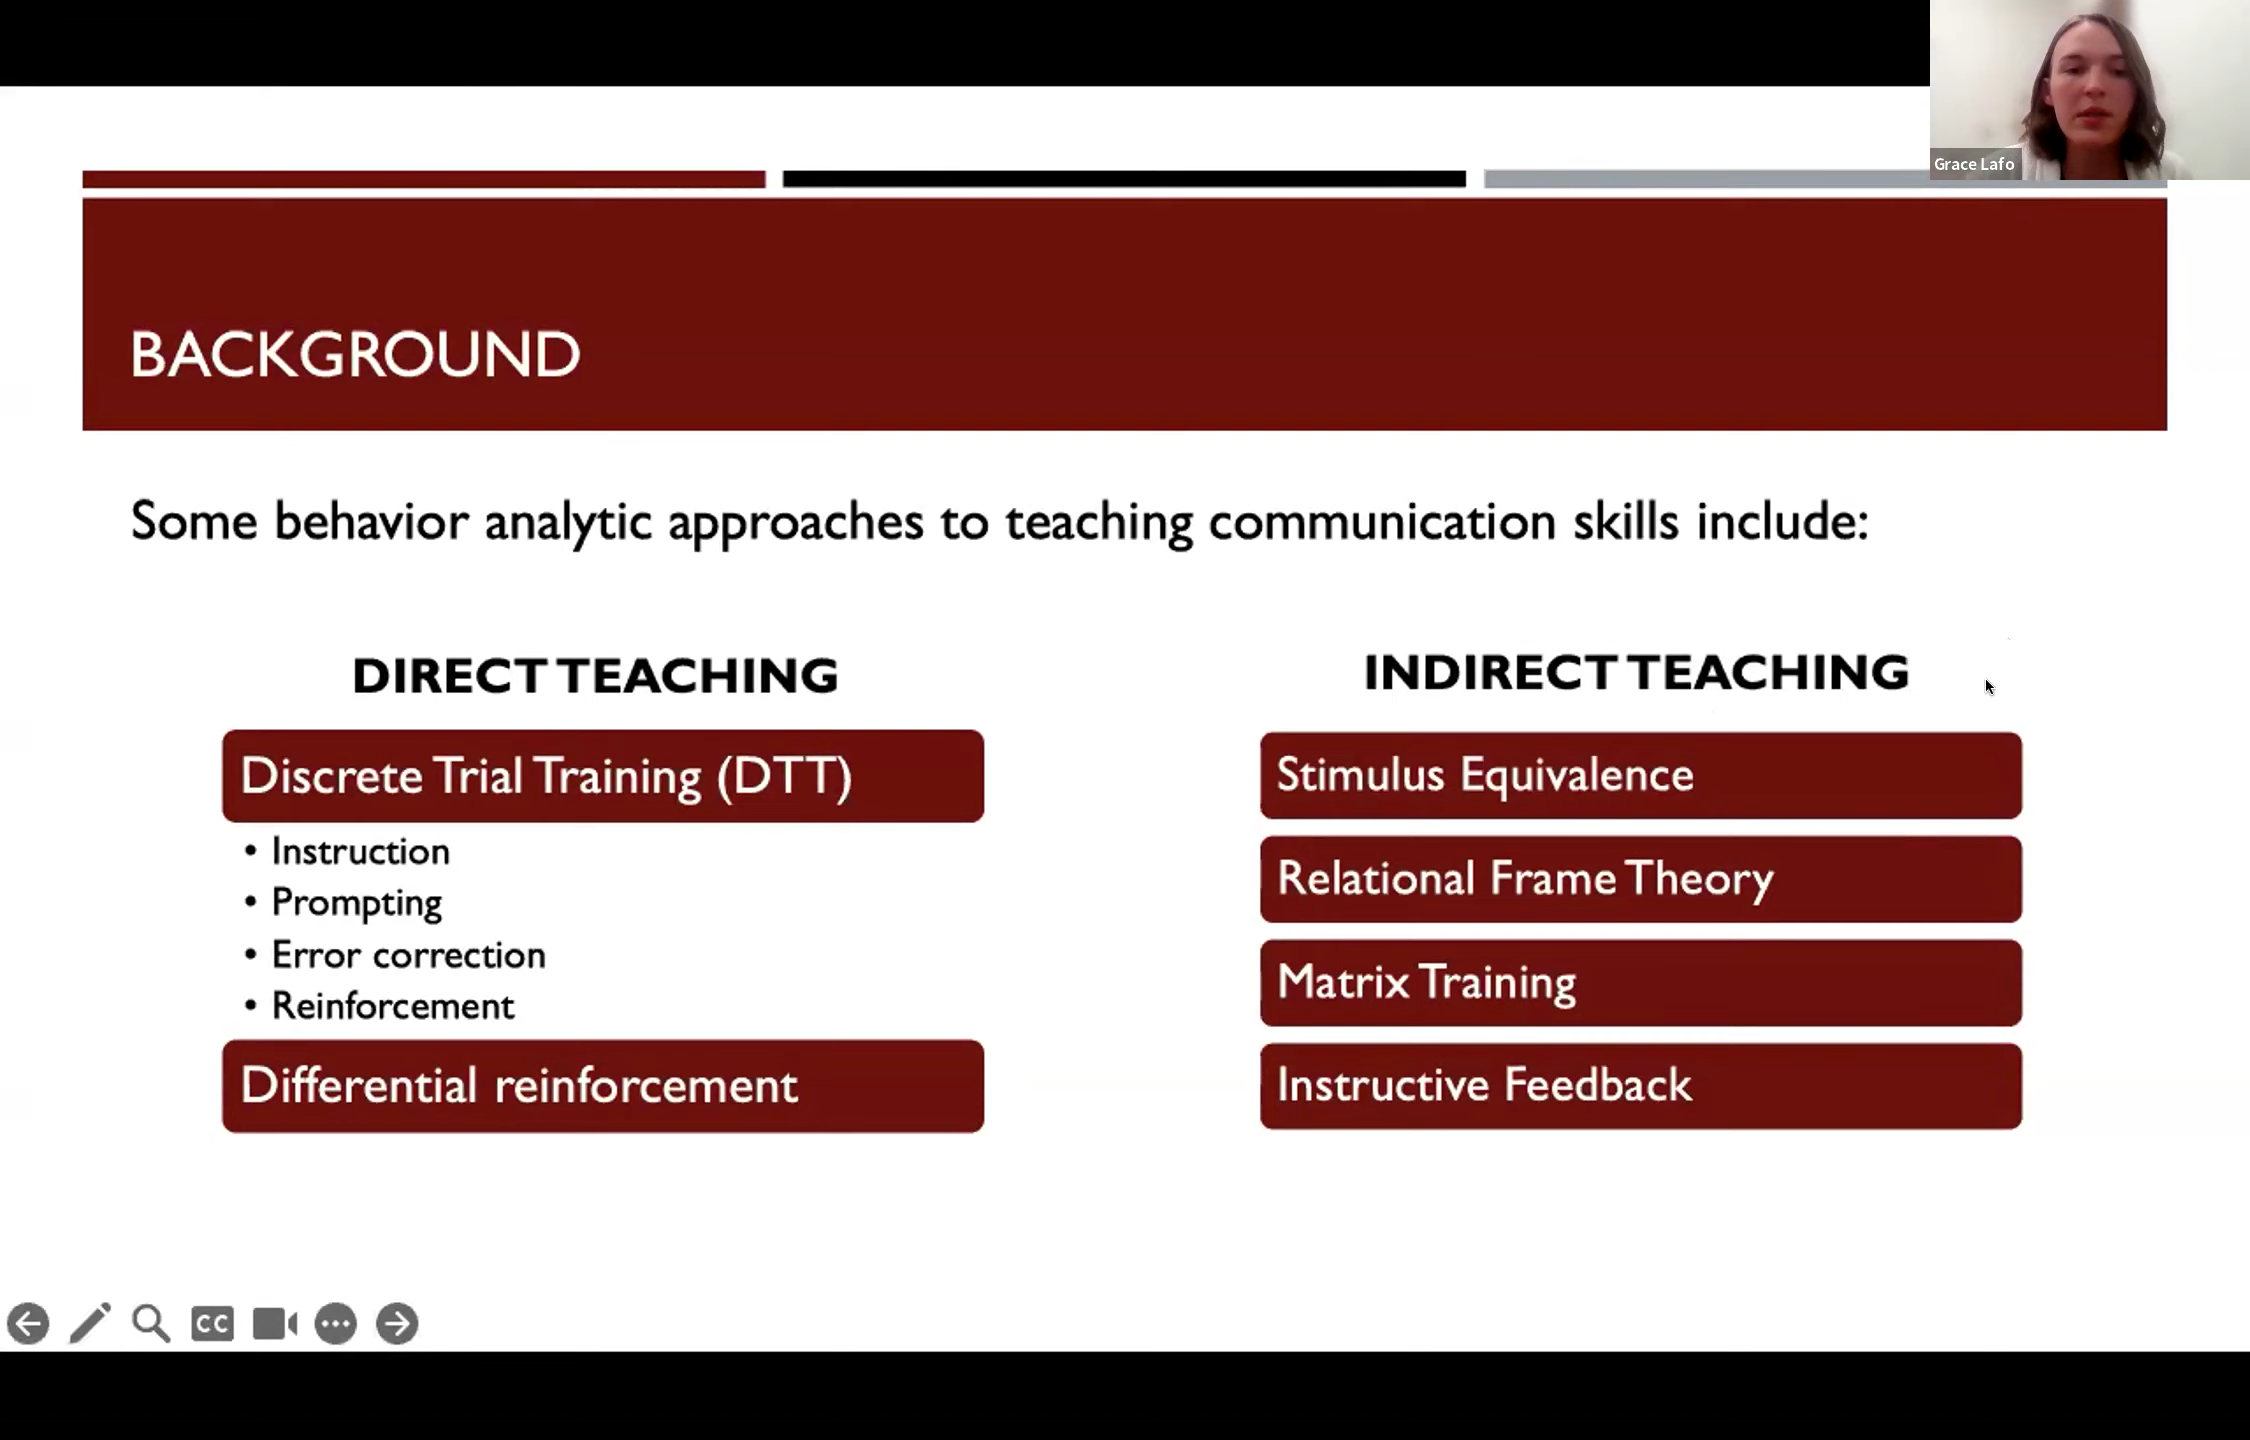 Grace Lafo
BACKGROUND
Some behavior analytic approaches to teaching communication skills include:
DIRECT TEACHING
Discrete Trial Training (DTT)
• Instruction
• Prompting
• Error correction
• Reinforcement
Differential reinforcement
INDIRECT TEACHING
Stimulus Equivalence
Relational Frame Theory
Matrix Training
Instructive Feedback
CC